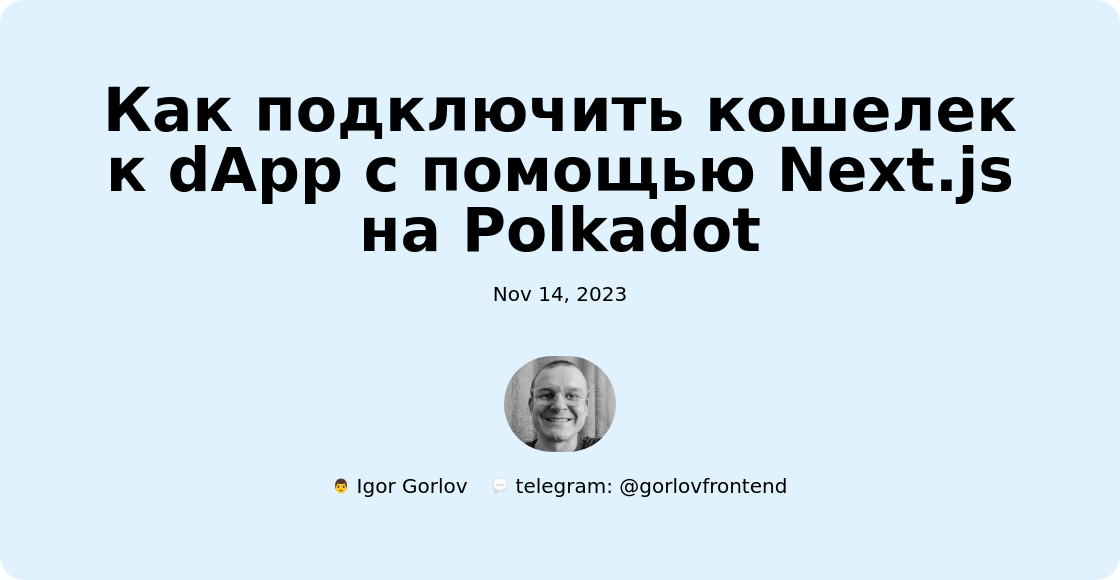 Как подключить кошелек
к dApp с помощью Next.js
на Polkadot
Nov 14, 2023
👨 Igor Gorlov 💬 telegram: @gorlovfrontend